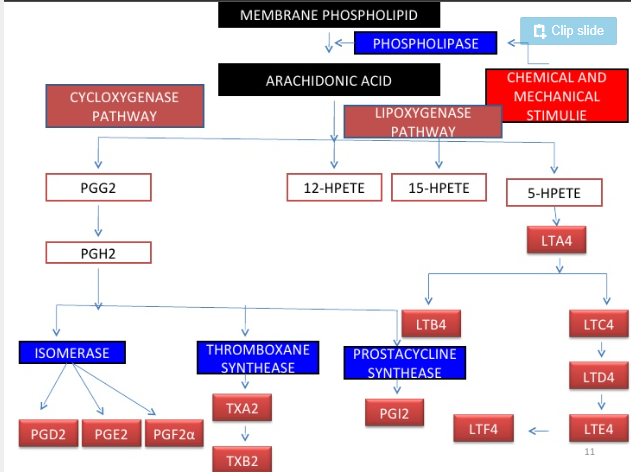 MEMBRANE PHOSPHOLIPID
Clip slide
PHOSPHOLIPASE
ARACHIDONIC ACID
CHEMICAL AND
MECHANICAL
STIMULIE
CYCLOXYGENASE
PATHWAY
LIPOXYGENASE
PATHWAY
PGG2
12-HPETE
15-HPETE
5-HPETE
LTA4
PGH2
LTB4
LTC4
ISOMERASE
THROMBOXANE
SYNTHEASE
PROSTACYCLINE
SYNTHEASE
LTD4
TXA2
PGI2
PGD2
PGE2
PGF2α
LTF4
LTE4
TXB2
11